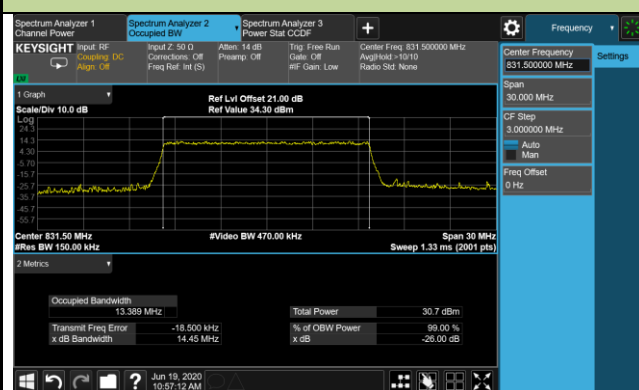 Spectrum Analyzer 1
Channel Power
Spectrum Analyzer 2
Occupied BW
Spectrum Analyzer 3
Power Stat CCDF
+
Frequency
KEYSIGHT
Input: RF
Coupling: DC
Align: Off
Input Z: 50 Ω
Corrections: Off
Freq Ref: Int (S)
Atten: 14 dB
Preamp: Off
Trig: Free Run
Gate: Off
#IF Gain: Low
Center Freq: 831.500000 MHz
Avg|Hold:>10/10
Radio Std: None
Center Frequency
831.500000 MHz
Settings
Span
30.000 MHz
CF Step
3.000000 MHz
Auto
Man
Freq Offset
0 Hz
1 Graph
Scale/Div 10.0 dB
Ref Lvl Offset 21.00 dB
Ref Value 34.30 dBm
Log
24.3
14.3
4.30
-5.70
-15.7
-25.7
-35.7
-45.7
-55.7
Center 831.50 MHz
#Res BW 150.00 kHz
#Video BW 470.00 kHz
Span 30 MHz
Sweep 1.33 ms (2001 pts)
2 Metrics
Occupied Bandwidth
13.389 MHz
Total Power
30.7 dBm
Transmit Freq Error
-18.500 kHz
% of OBW Power
99.00 %
x dB Bandwidth
14.45 MHz
x dB
-26.00 dB
?
Jun 19, 2020
10:57:12 AM